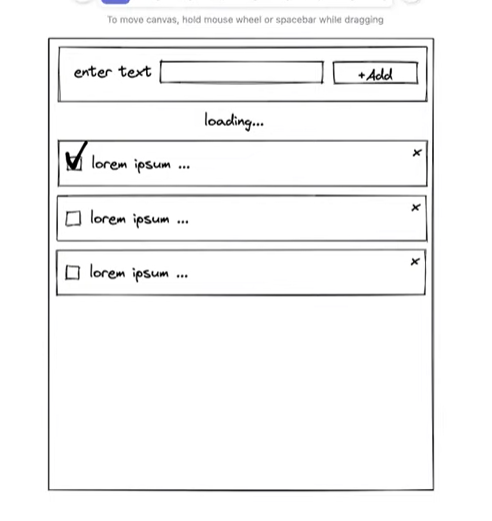 To move canvas, hold mouse wheel or spacebar while dragging
enter text +Add
loading...
lorem ipsum ... x
lorem ipsum ... x
lorem ipsum ... x